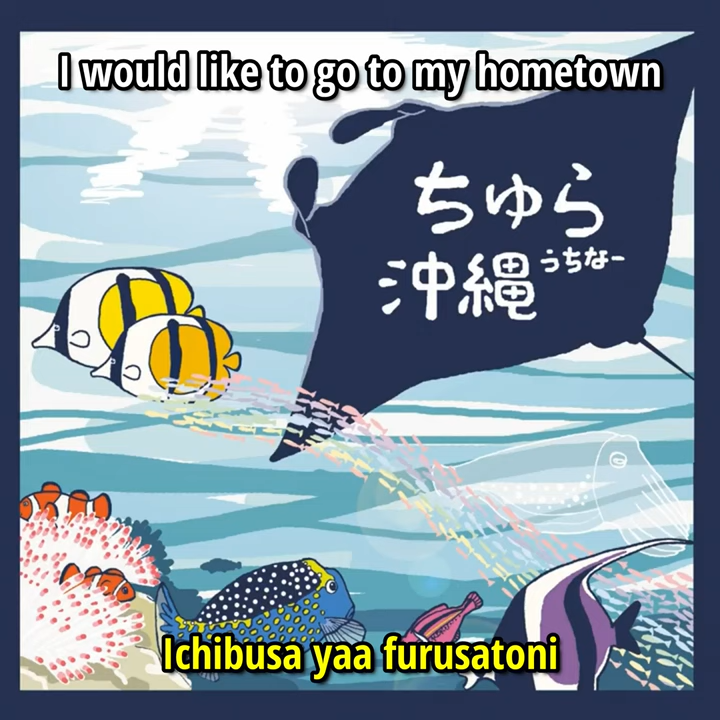 I would like to go to my hometown
ちゅら
沖縄 うちなー
Ichibusa yaa furusatoni